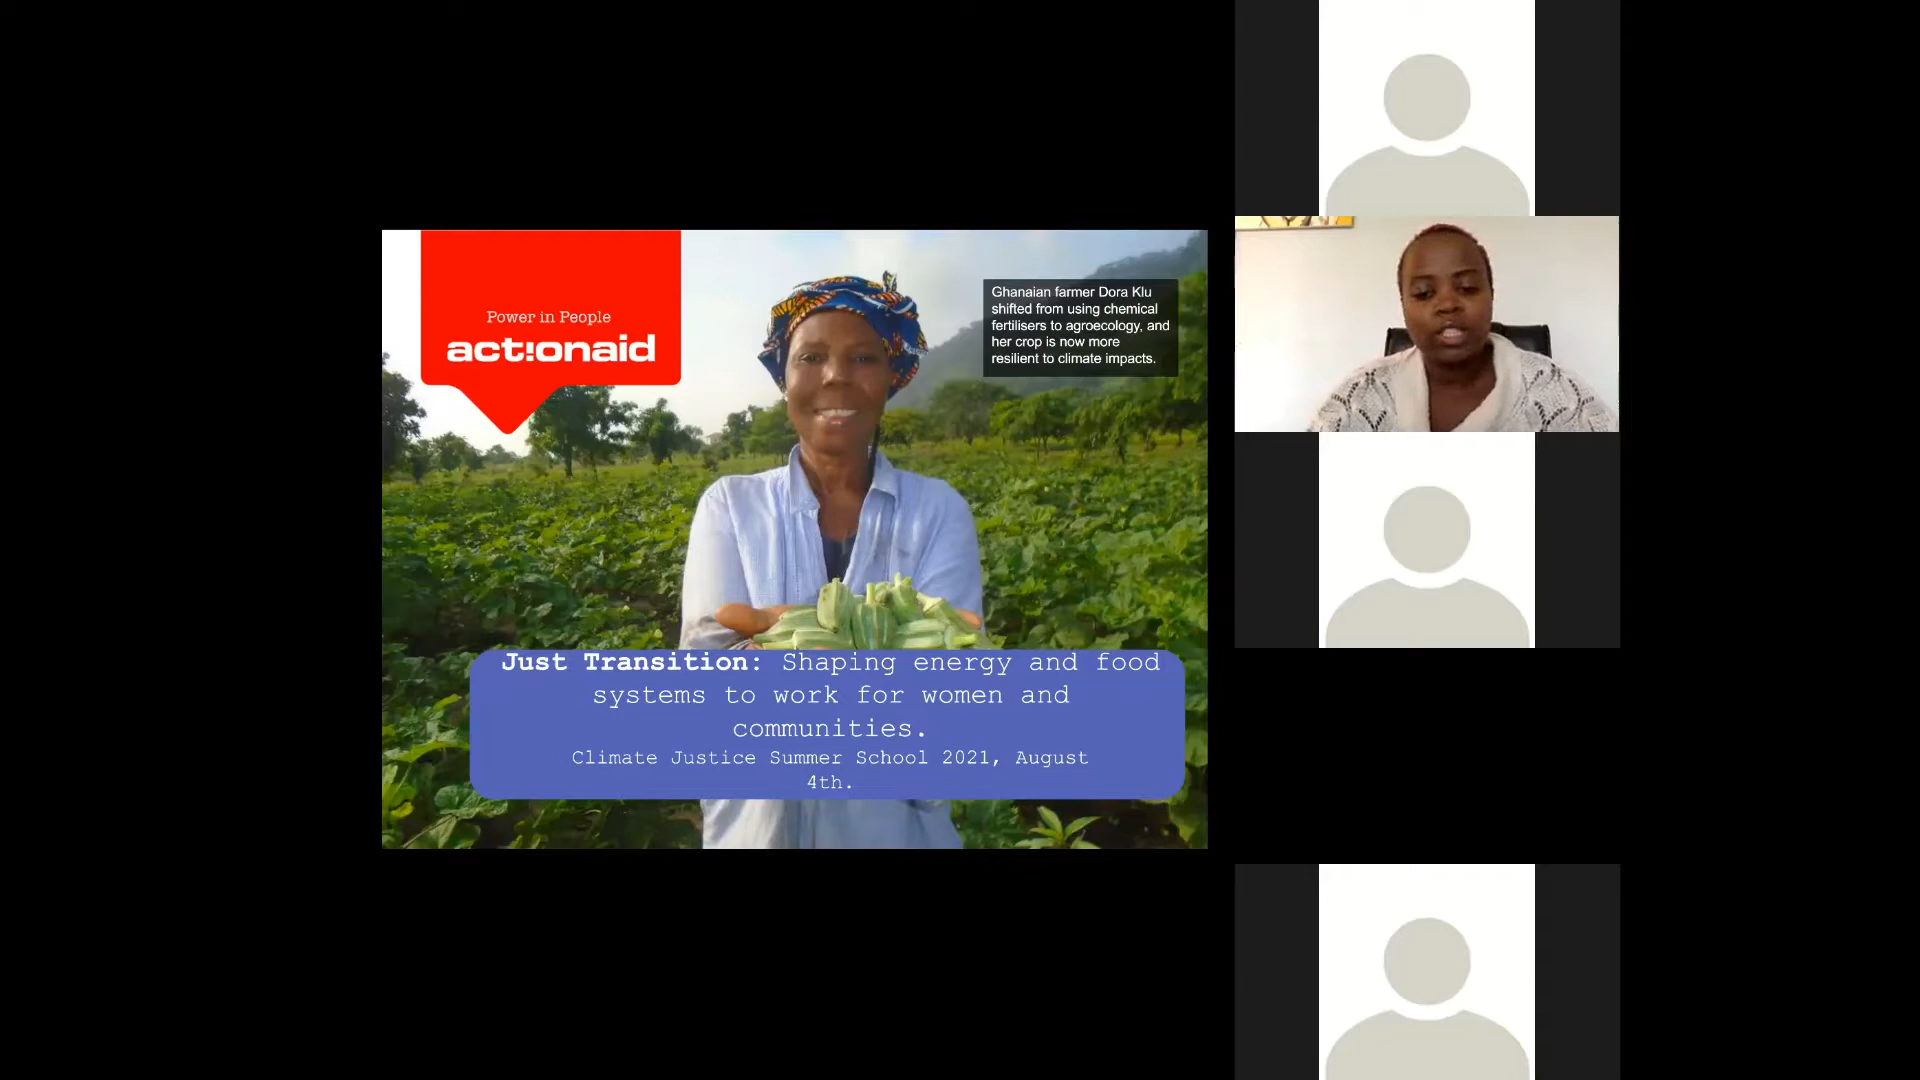 Power in People
act!onaid
Ghanaian farmer Dora Klu
shifted from using chemical
fertilisers to agroecology, and
her crop is now more
resilient to climate impacts.
Just Transition: Shaping energy and food
systems to work for women and
communities.
Climate Justice Summer School 2021, August
4th.